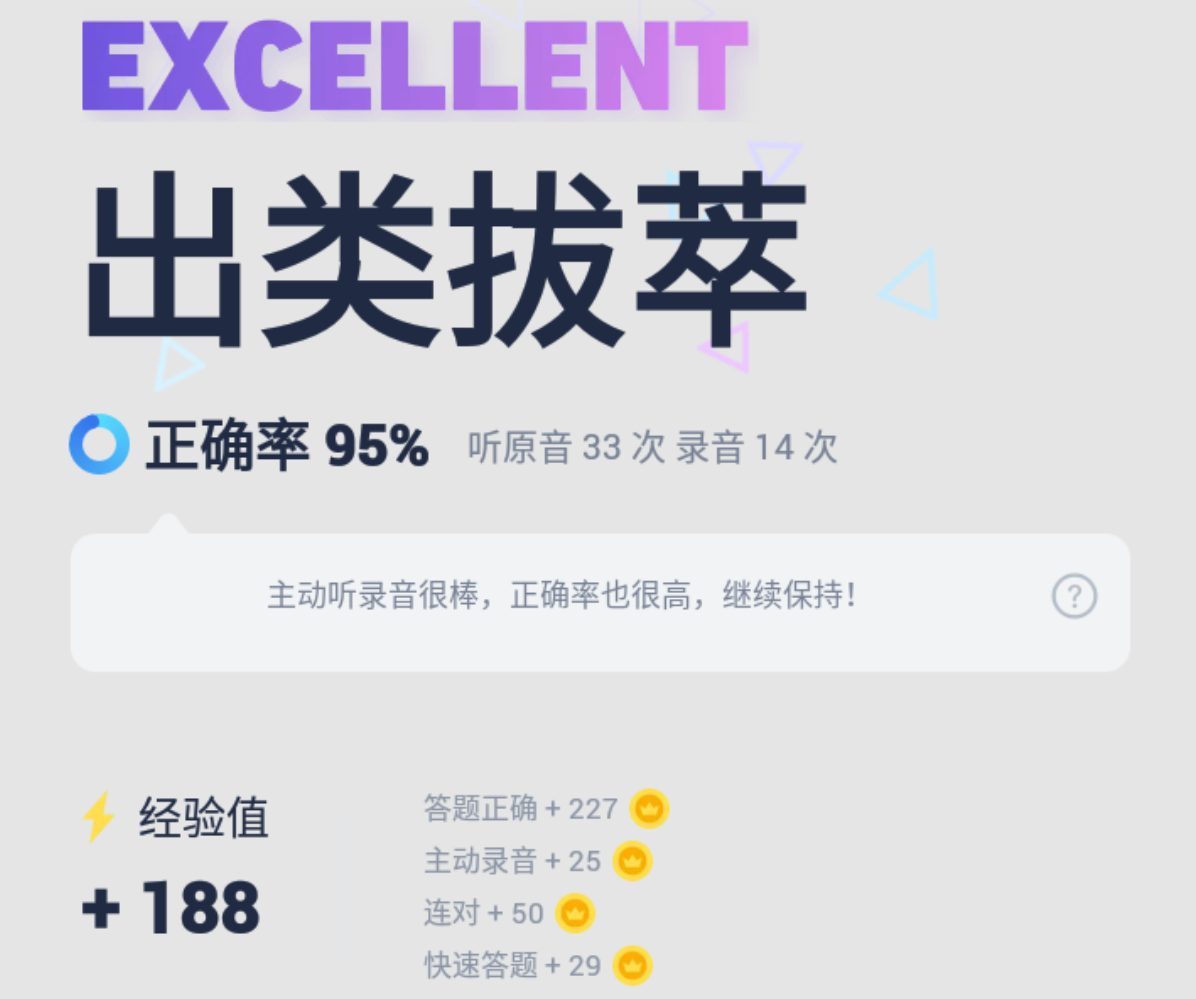 EXCELLENT
出类拔萃
正确率 95% 听原音 33 次 录音 14 次
主动听录音很棒，正确率也很高，继续保持！
?
经验值
+ 188
答题正确 + 227
主动录音 + 25
连对 + 50
快速答题 + 29